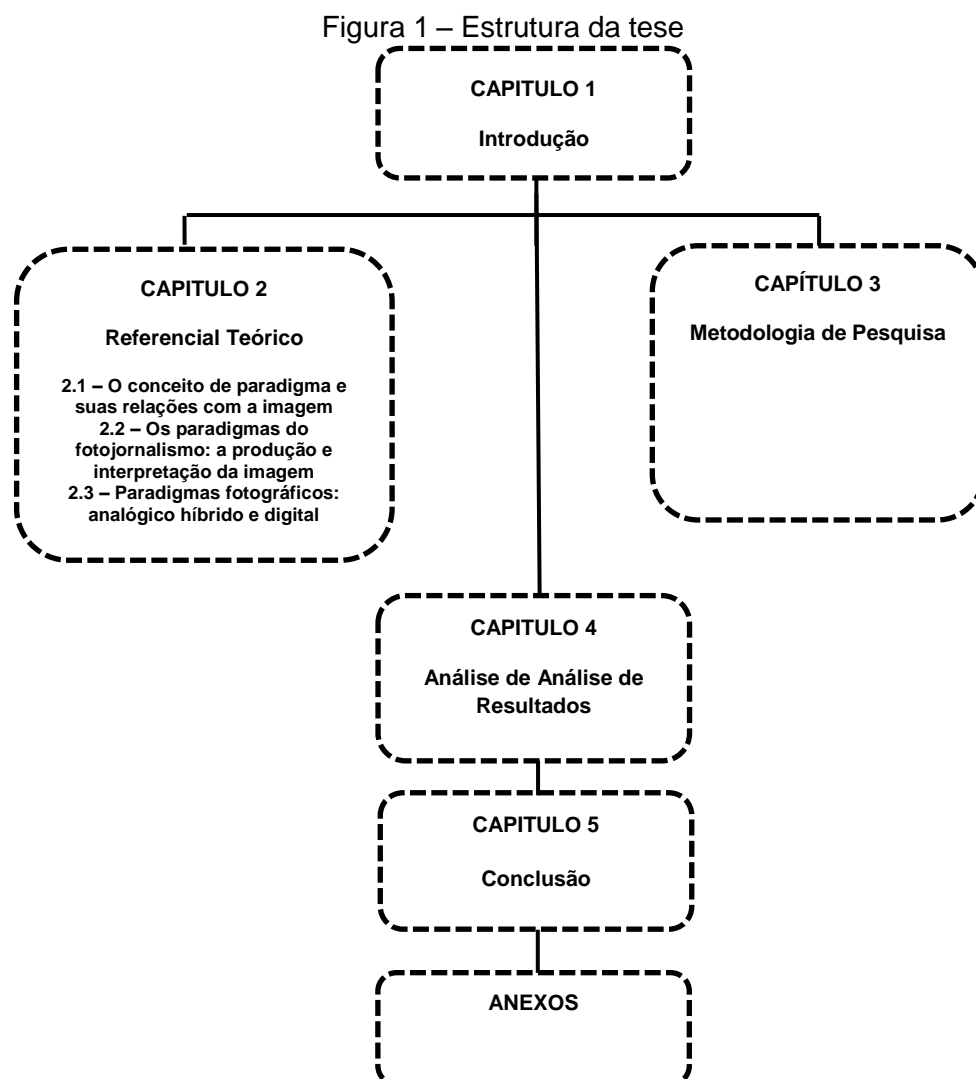 Figura 1 – Estrutura da tese
CAPITULO 1
Introdução
CAPITULO 2
Referencial Teórico
2.1 – O conceito de paradigma e
suas relações com a imagem
2.2 – Os paradigmas do
fotojornalismo: a produção e
interpretação da imagem
2.3 – Paradigmas fotográficos:
analógico híbrido e digital
CAPÍTULO 3
Metodologia de Pesquisa
CAPITULO 4
Análise de Análise de
Resultados
CAPITULO 5
Conclusão
ANEXOS